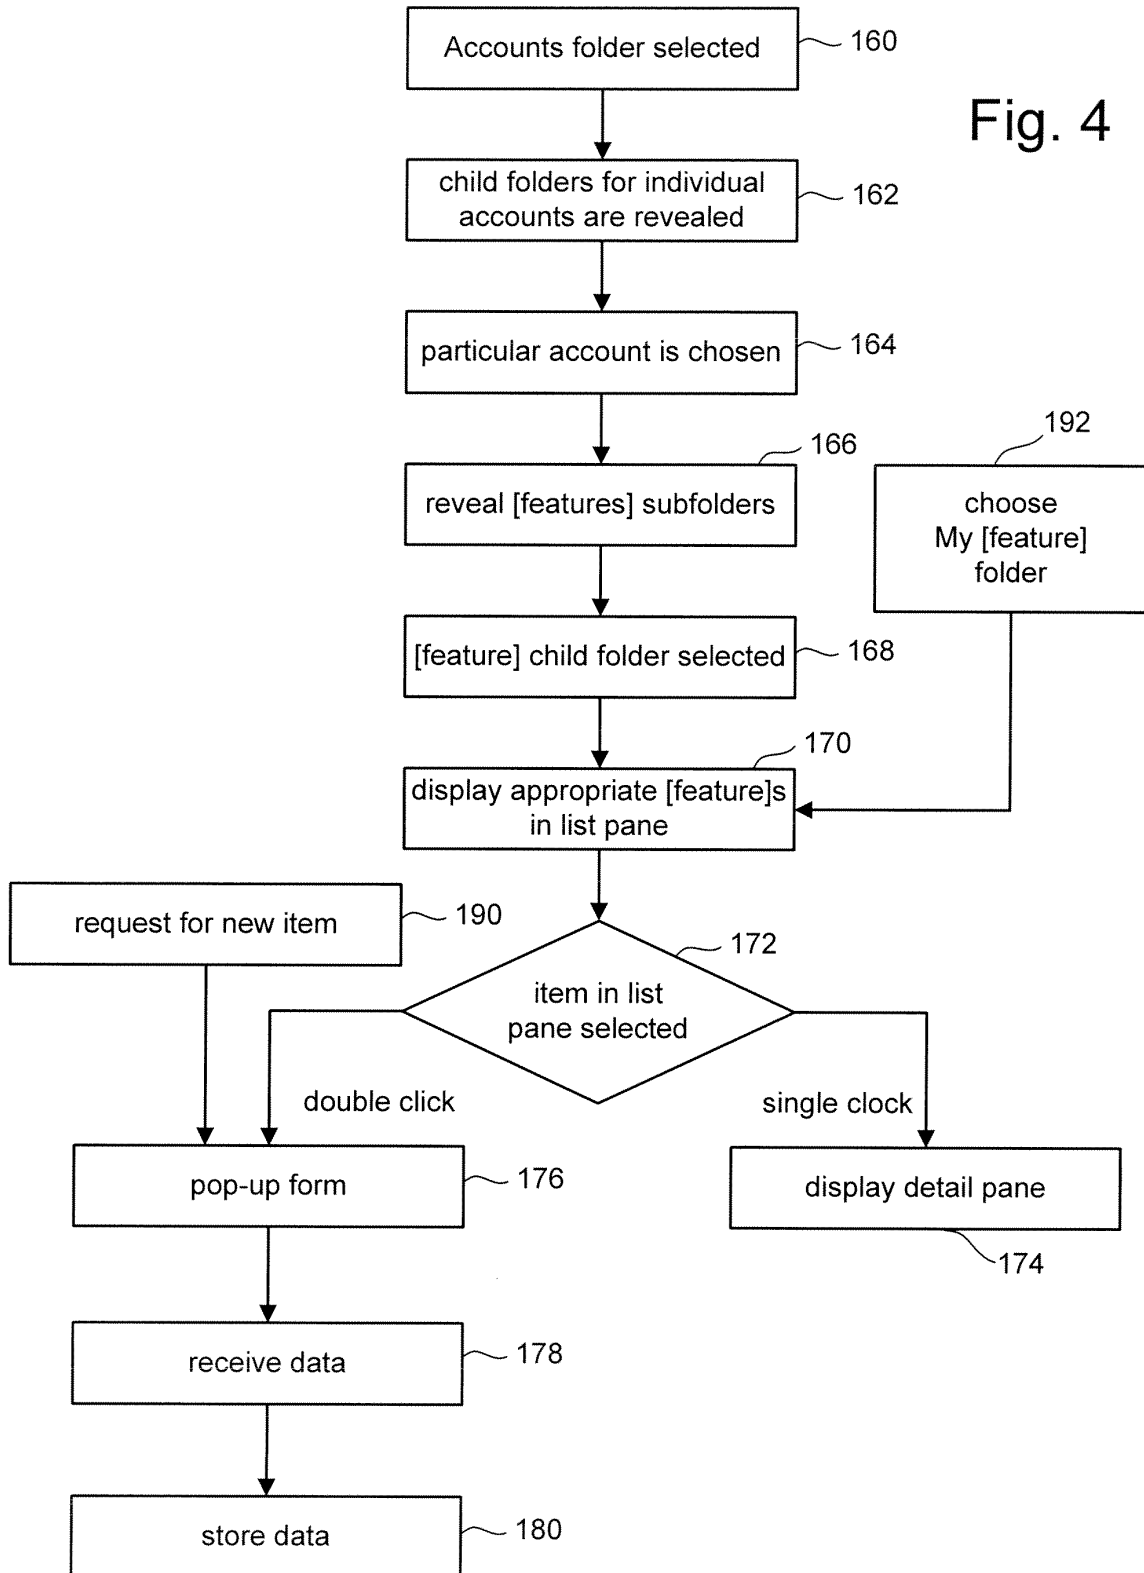 Accounts folder selected
160
Fig. 4
child folders for individual
accounts are revealed
162
particular account is chosen
164
166
reveal [features] subfolders
192
choose
My [feature]
folder
[feature] child folder selected
168
170
display appropriate [feature]s
in list pane
request for new item
190
172
item in list
pane selected
double click
single clock
pop-up form
176
display detail pane
174
receive data
178
store data
180